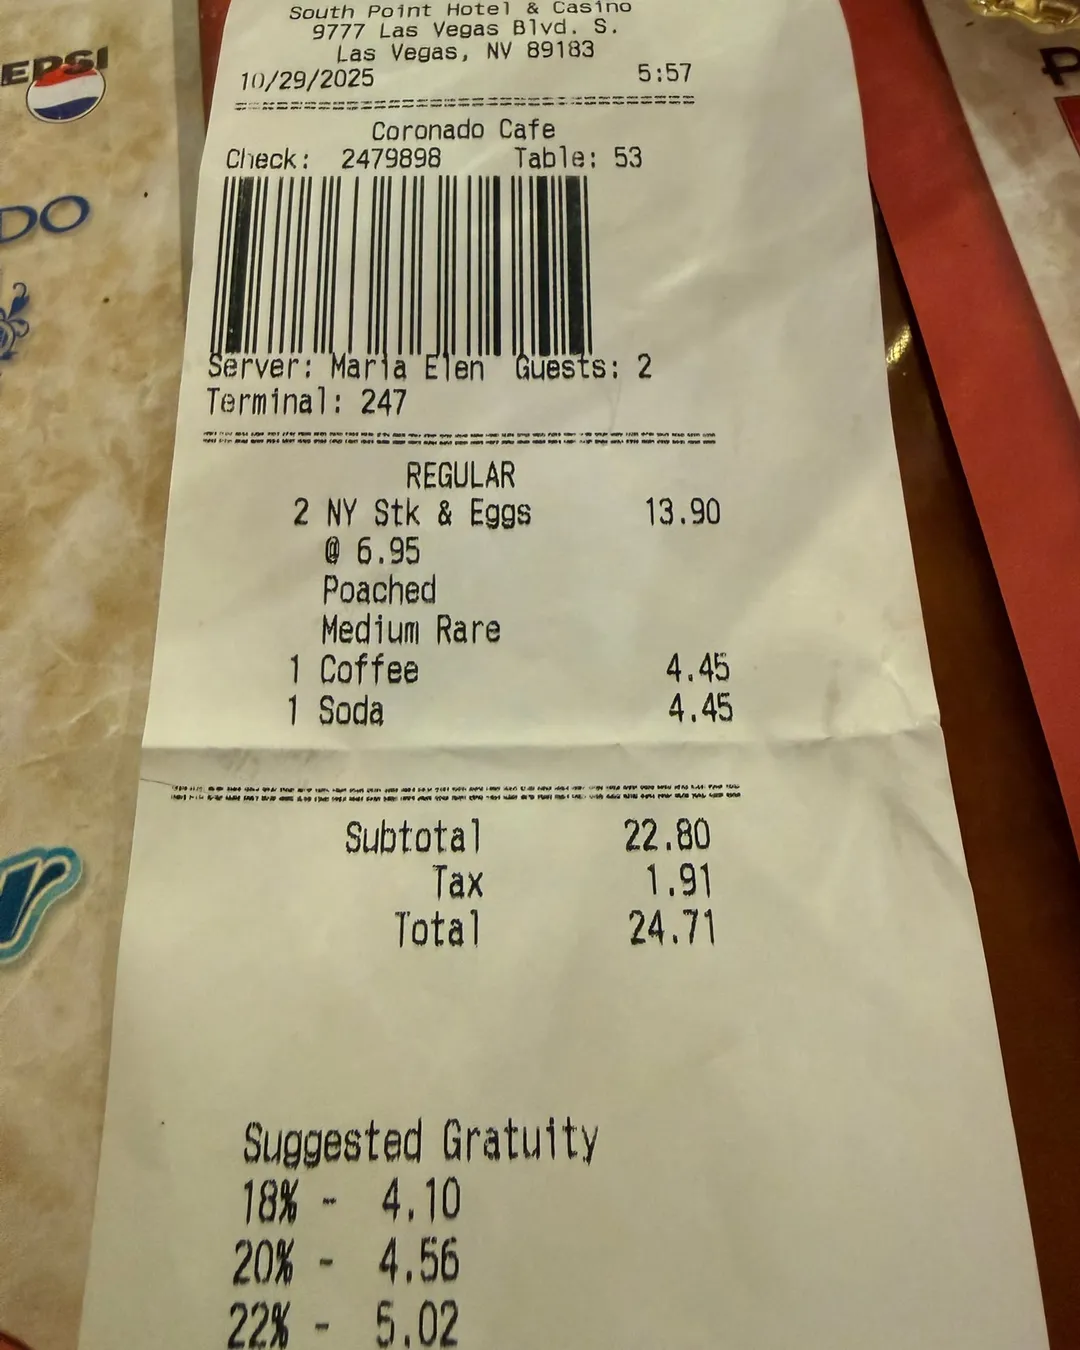 South Point Hotel & Casino
9777 Las Vegas Blvd. S.
Las Vegas, NV 89183
10/29/2025 5:57
Coronado Cafe
Check: 2479898 Table: 53
Server: Maria Elen Guests: 2
Terminal: 247
REGULAR
2 NY Stk & Eggs 13.90
@ 6.95
Poached
Medium Rare
1 Coffee 4.45
1 Soda 4.45
Subtotal 22.80
Tax 1.91
Total 24.71
Suggested Gratuity
18% - 4.10
20% - 4.56
22% - 5.02
EPSI
DO
P